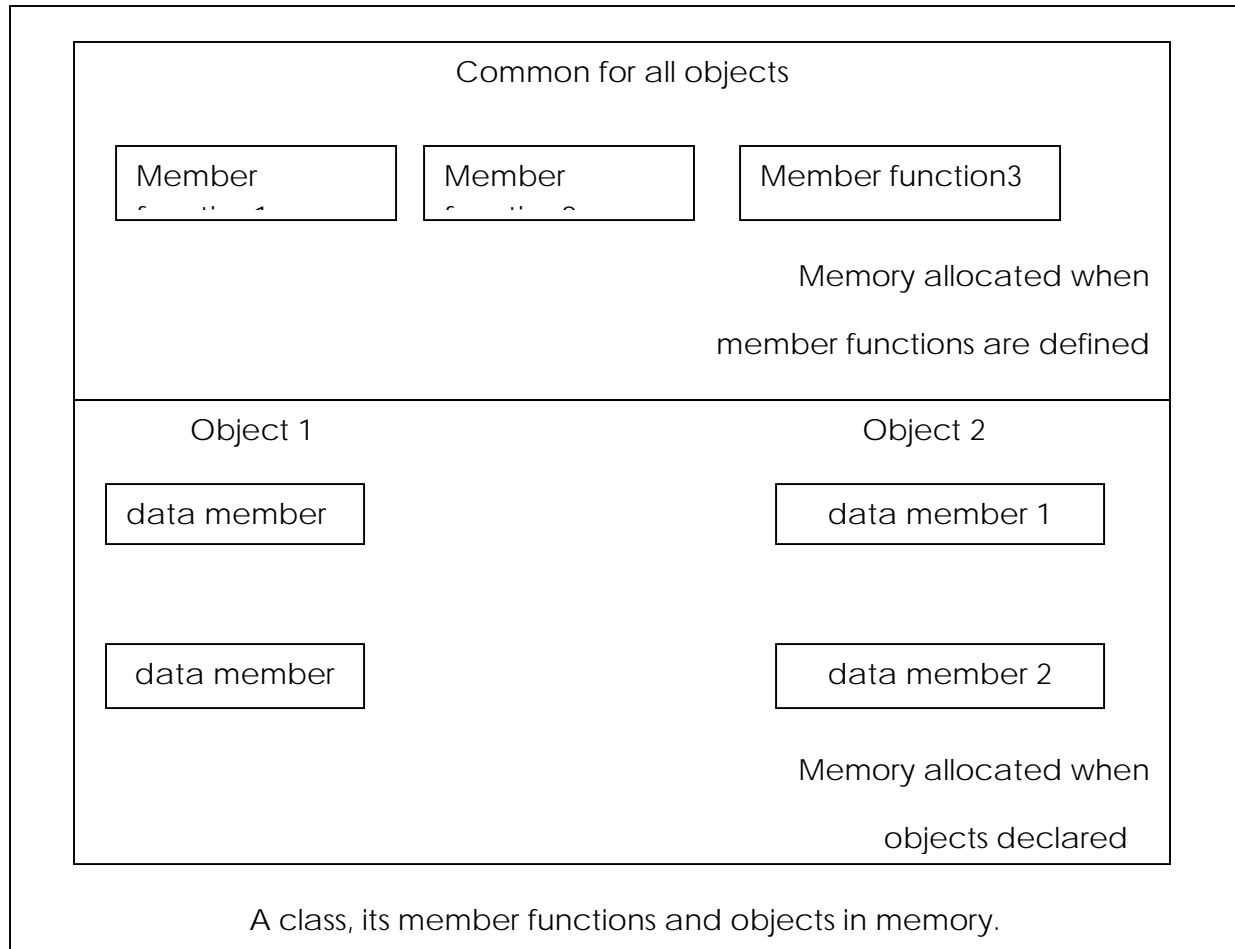 Common for all objects
Member
Member
Member function3
Memory allocated when
member functions are defined
Object 1
Object 2
data member
data member 1
data member
data member 2
Memory allocated when
objects declared
A class, its member functions and objects in memory.